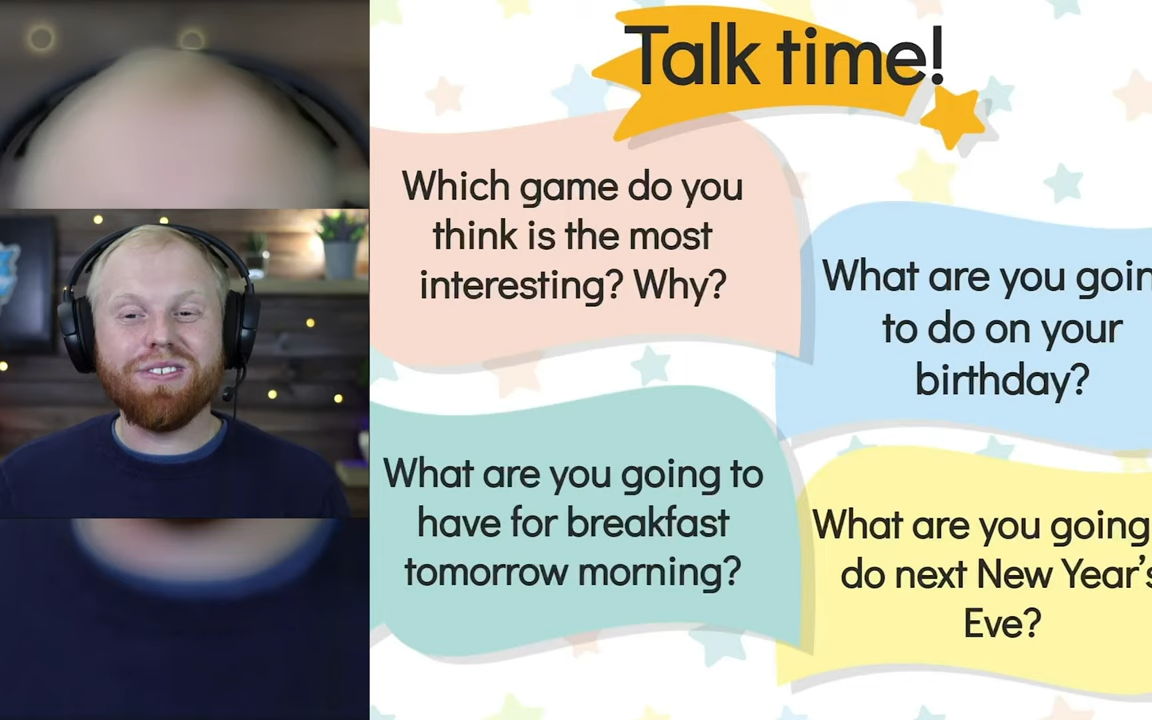 Talk time!
Which game do you
think is the most
interesting? Why?
What are you goin
to do on your
birthday?
What are you going to
have for breakfast
tomorrow morning?
What are you going
do next New Year's
Eve?